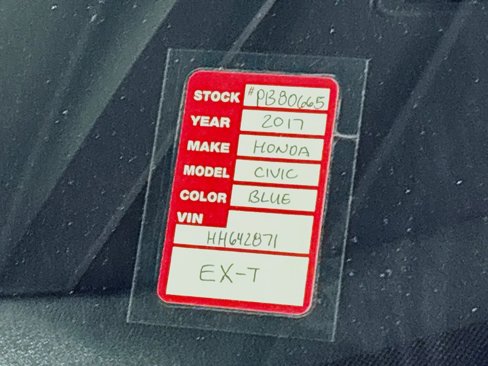 STOCK #PB80665
YEAR 2017
MAKE HONDA
MODEL CIVIC
COLOR BLUE
VIN
HH642871
EX-T